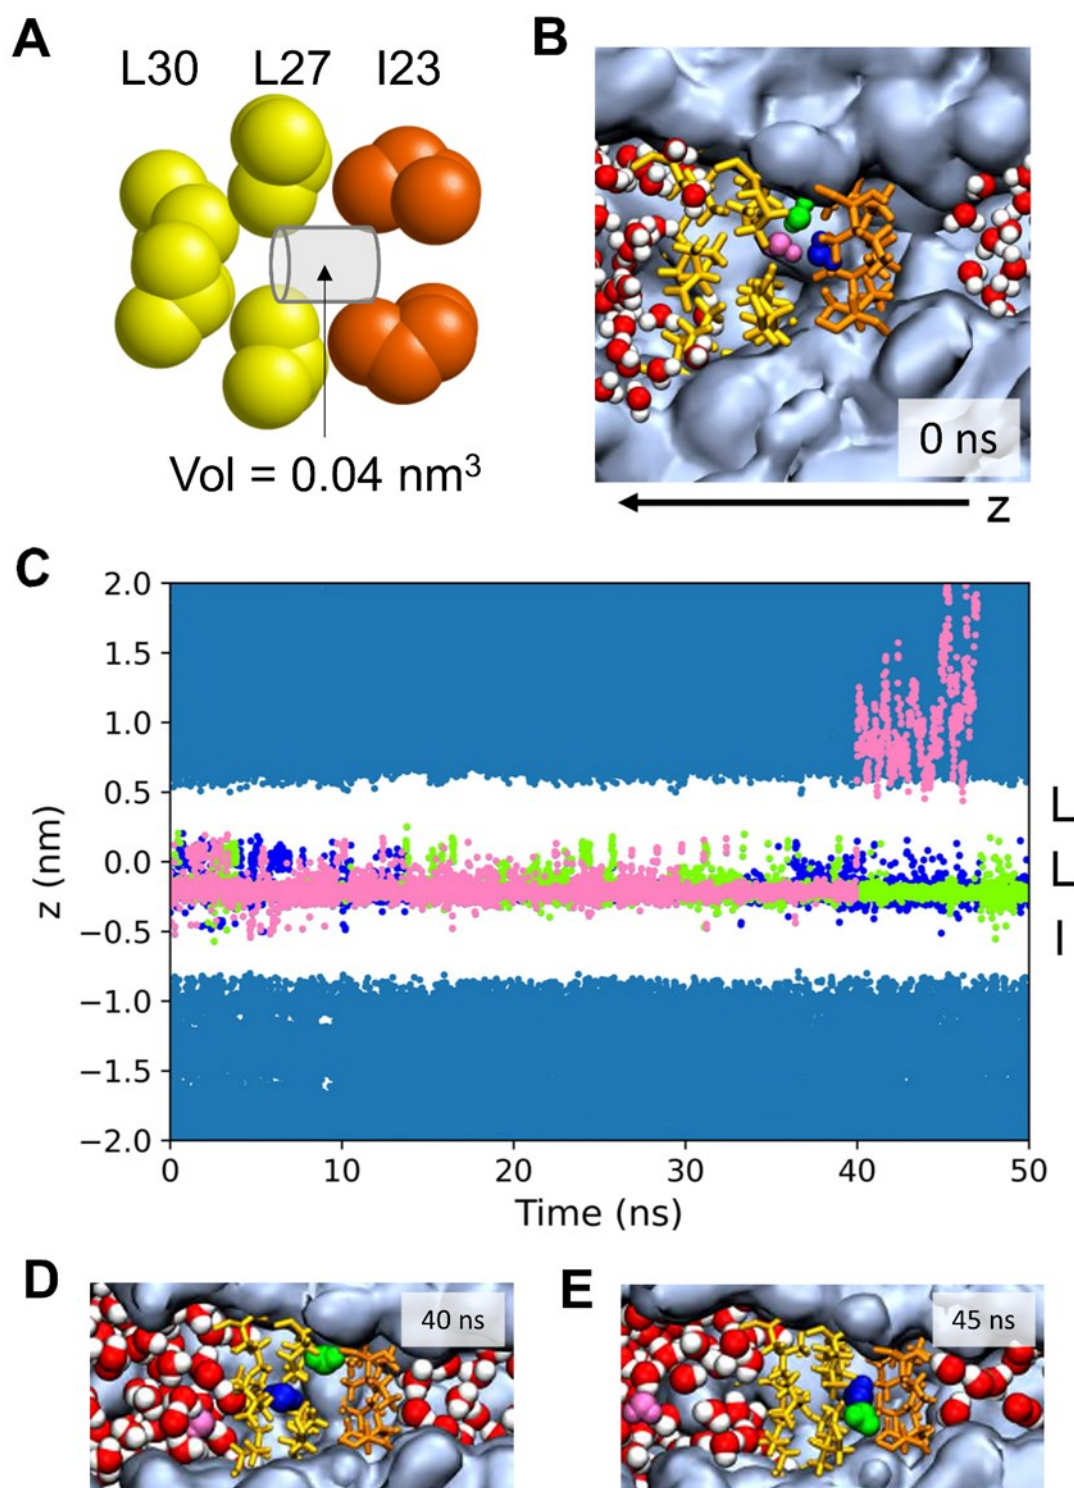 A
L30 L27 I23
Vol = 0.04 nm³
B
0 ns
z
C
2.0
1.5
1.0
0.5
0.0
−0.5
−1.0
−1.5
−2.0
z (nm)
0 10 20 30 40 50
Time (ns)
L
L
I
D
40 ns
E
45 ns